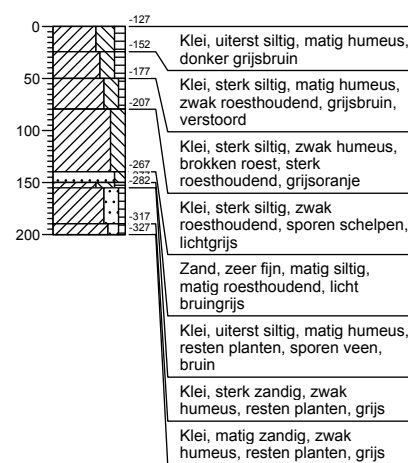 0
50
100
150
200
-127
-152
-177
-207
-267
-282
-317
-327
Klei, uiterst siltig, matig humeus,
donker grijsbruin
Klei, sterk siltig, matig humeus,
zwak roesthoudend, grijsbruin,
verstoord
Klei, sterk siltig, zwak humeus,
brokken roest, sterk
roesthoudend, grijsoranje
Klei, sterk siltig, zwak
roesthoudend, sporen schelpen,
lichtgrijs
Zand, zeer fijn, matig siltig,
matig roesthoudend, licht
bruingrijs
Klei, uiterst siltig, matig humeus,
resten planten, sporen veen,
bruin
Klei, sterk zandig, zwak
humeus, resten planten, grijs
Klei, matig zandig, zwak
humeus, resten planten, grijs